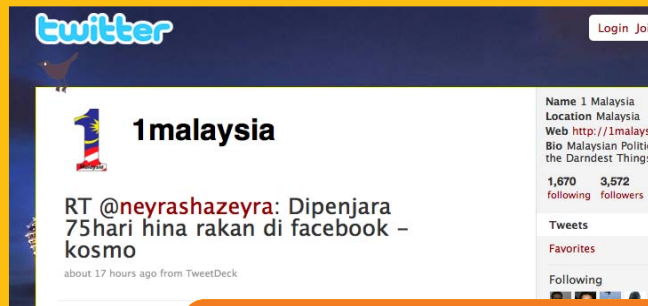 twitter
Login Joi
1malaysia
RT @neyrashazeyra: Dipenjara
75hari hina rakan di facebook –
kosmo
about 17 hours ago from TweetDeck
Name 1 Malaysia
Location Malaysia
Web http://1malays
Bio Malaysian Politi
the Darndest Things
1,670 3,572
following followers
Tweets
Favorites
Following